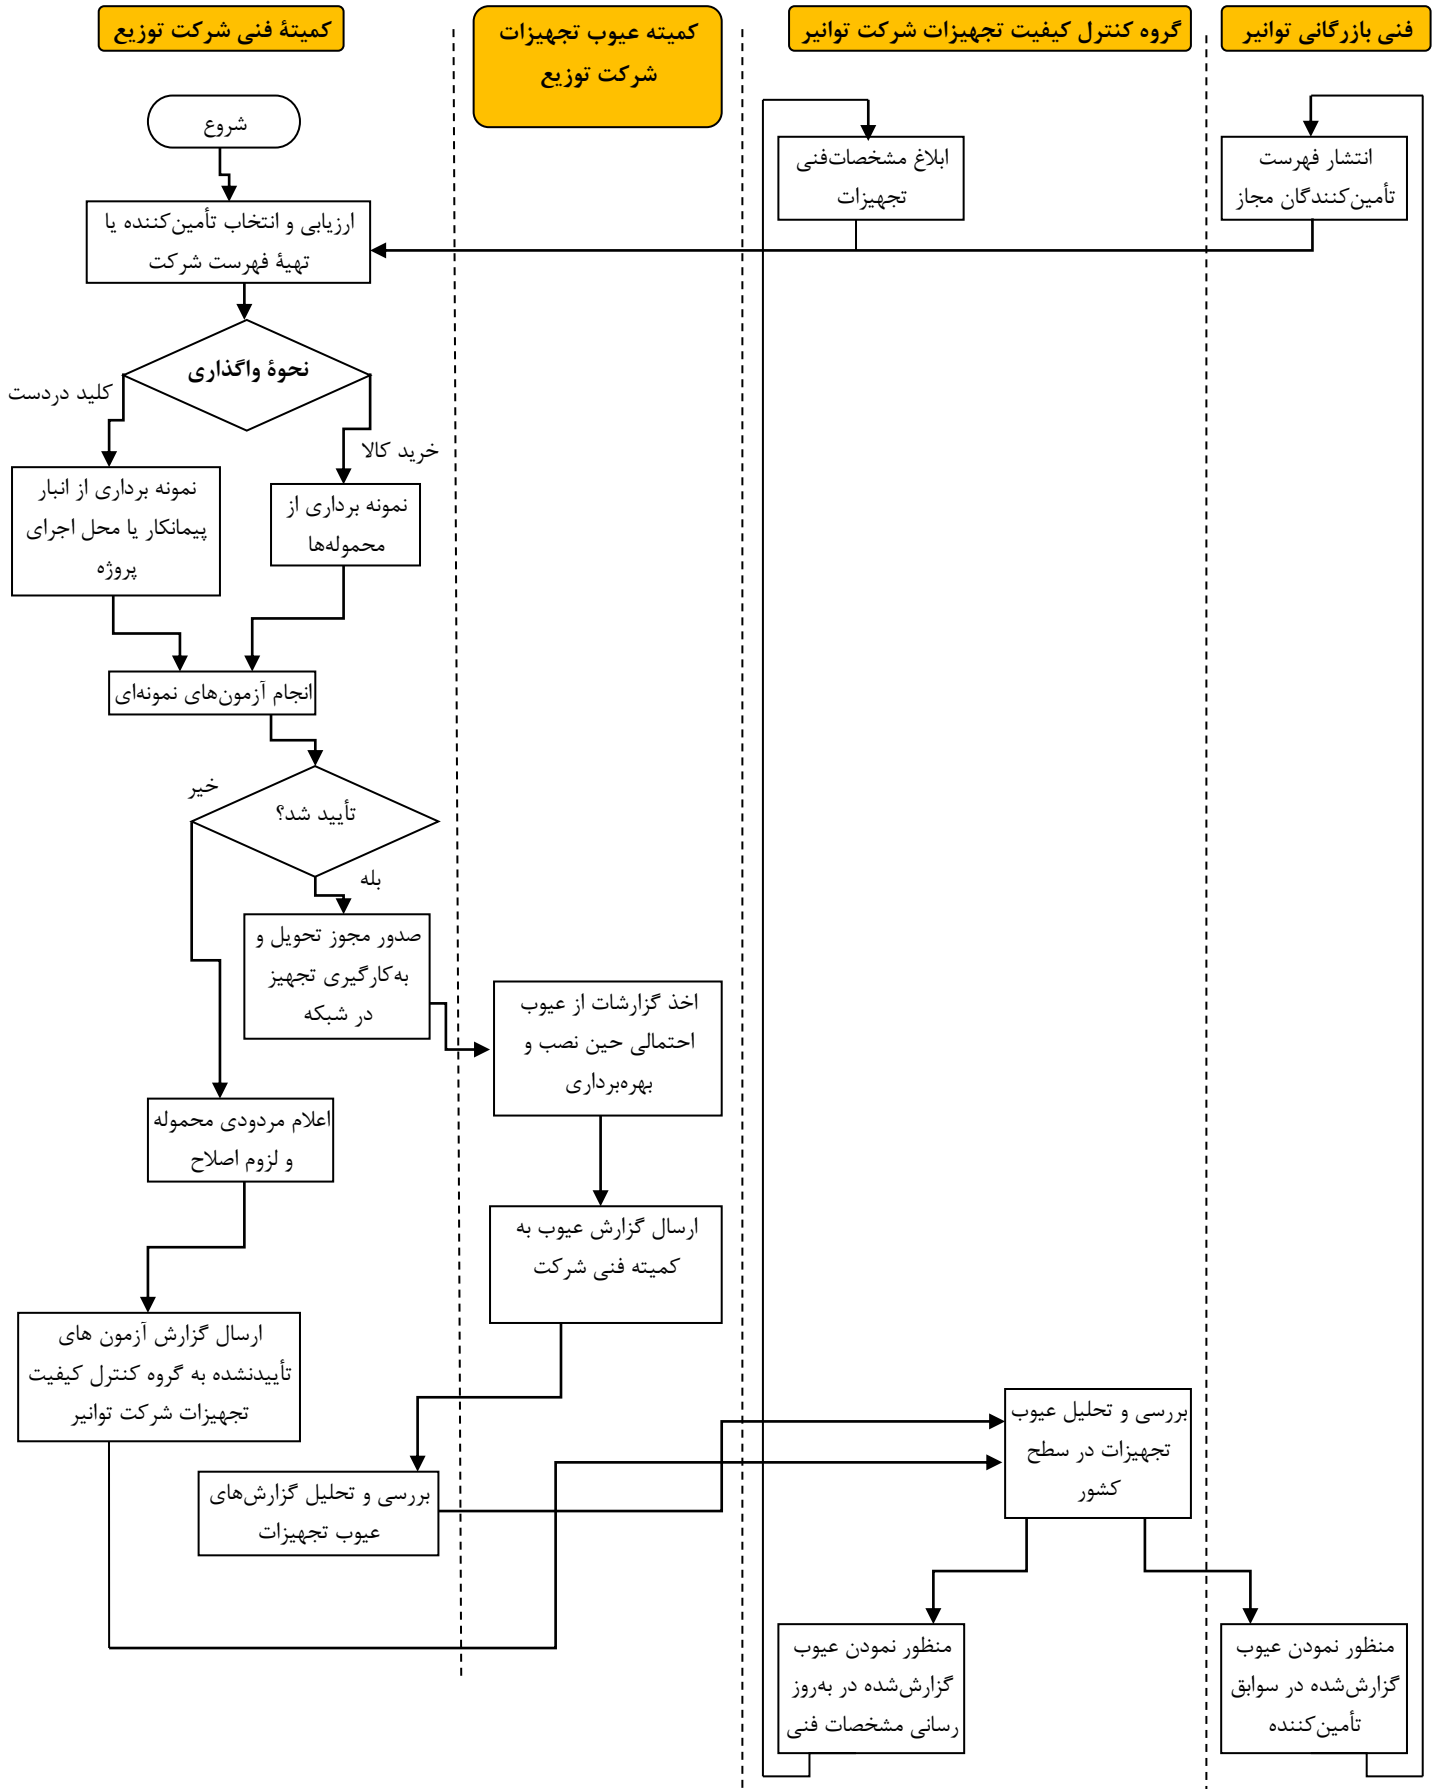 فنی بازرگانی توانیر
گروه کنترل کیفیت تجهیزات شرکت توانیر
کمیته عیوب تجهیزات
شرکت توزیع
کمیتۀ فنی شرکت توزیع
شروع
ابلاغ مشخصات‌فنی
تجهیزات
انتشار فهرست
تأمین‌کنندگان مجاز
ارزیابی و انتخاب تأمین‌کننده یا
تهیۀ فهرست شرکت
نحوۀ واگذاری
کلید دردست
خرید کالا
نمونه برداری از
محموله‌ها
نمونه برداری از انبار
پیمانکار یا محل اجرای
پروژه
انجام آزمون‌های نمونه‌ای
تأیید شد؟
خیر
بله
صدور مجوز تحویل و
به‌کارگیری تجهیز
در شبکه
اخذ گزارشات از عیوب
احتمالی حین نصب و
بهره‌برداری
اعلام مردودی محموله
و لزوم اصلاح
ارسال گزارش عیوب به
کمیته فنی شرکت
ارسال گزارش آزمون های
تأییدنشده به گروه کنترل کیفیت
تجهیزات شرکت توانیر
بررسی و تحلیل گزارش‌های
عیوب تجهیزات
بررسی و تحلیل عیوب
تجهیزات در سطح
کشور
منظور نمودن عیوب
گزارش‌شده در به‌روز
رسانی مشخصات فنی
منظور نمودن عیوب
گزارش‌شده در سوابق
تأمین‌کننده